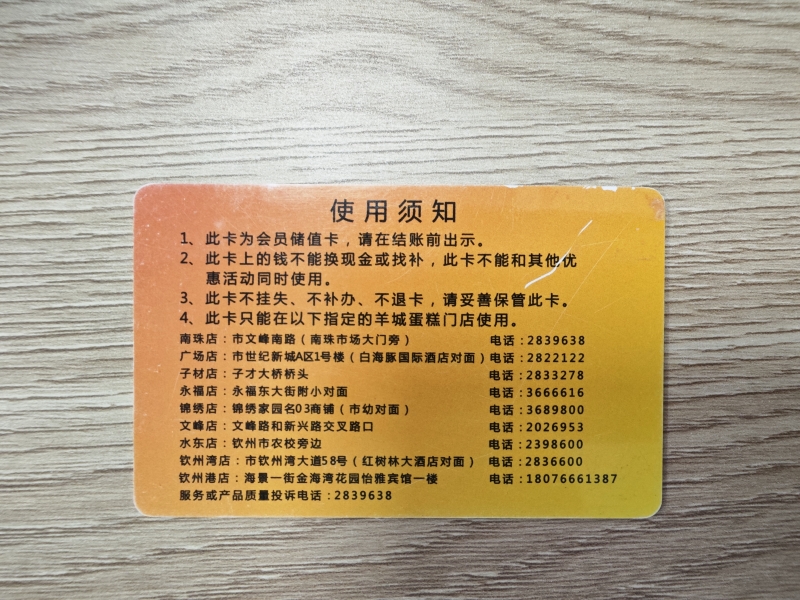 使用须知
1、此卡为会员储值卡，请在结账前出示。
2、此卡上的钱不能换现金或找补，此卡不能和其他优
惠活动同时使用。
3、此卡不挂失、不补办、不退卡，请妥善保管此卡。
4、此卡只能在以下指定的羊城蛋糕门店使用。
南珠店：市文峰南路（南珠市场大门旁） 电话：2839638
广场店：市世纪新城A区1号楼（白海豚国际酒店对面） 电话：2822122
子材店：子才大桥桥头 电话：2833278
永福店：永福东大街附小对面 电话：3666616
锦绣店：锦绣家园名03商铺（市幼对面） 电话：3689800
文峰店：文峰路和新兴路交叉路口 电话：2026953
水东店：钦州市农校旁边 电话：2398600
钦州湾店：市钦州湾大道58号（红树林大酒店对面） 电话：2836600
钦州港店：海景一街金海湾花园怡雅宾馆一楼 电话：18076661387
服务或产品质量投诉电话：2839638